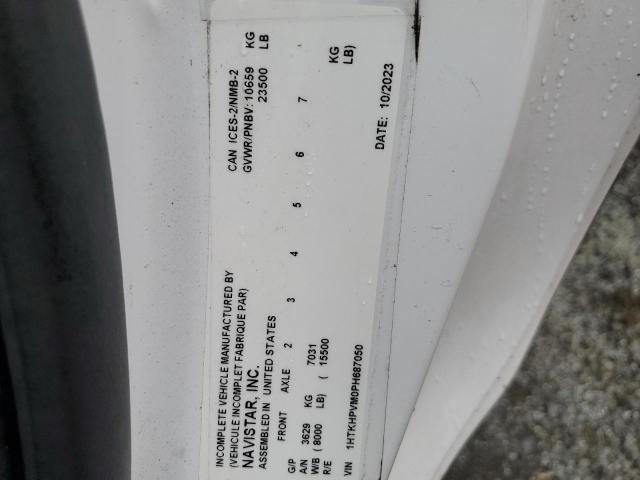 INCOMPLETE VEHICLE MANUFACTURED BY
(VEHICULE INCOMPLET FABRIQUE PAR)
NAVISTAR, INC.
ASSEMBLED IN UNITED STATES
CAN ICES-2/NMB-2
GVWR/PNBV: 10659 KG
23500 LB
FRONT AXLE 2 3 4 5 6 7
G/P
A/N 3629 KG 7031 KG
W/B ( 8000 LB) ( 15500 LB)
R/E
VIN 1HTKHPVM0PH687050 DATE: 10/2023